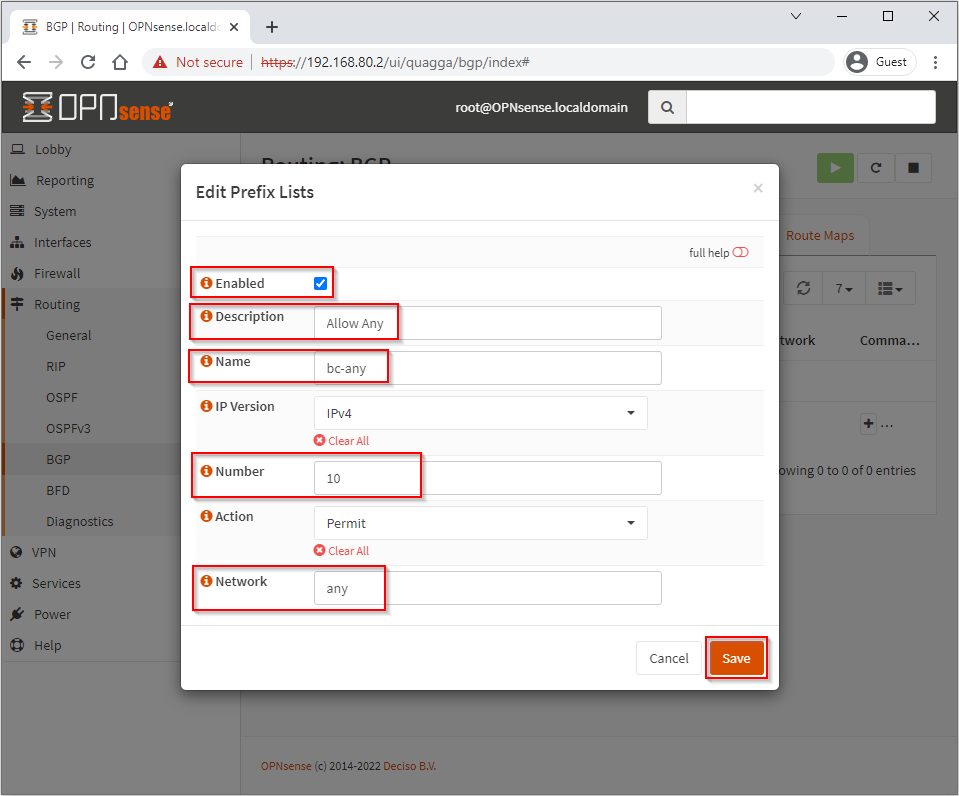 BGP | Routing | OPNsense.locald
Not secure https://192.168.80.2/ui/quagga/bgp/index# Guest
OPNsense root@OPNsense.localdomain
Lobby
Reporting
System
Interfaces
Firewall
Routing
General
RIP
OSPF
OSPFv3
BGP
BFD
Diagnostics
VPN
Services
Power
Help
Routing: BGP
Route Maps
7
twork Comma...
...
owing 0 to 0 of 0 entries
Edit Prefix Lists ×
full help
Enabled
Description Allow Any
Name bc-any
IP Version IPv4
Clear All
Number 10
Action Permit
Clear All
Network any
Cancel Save
OPNsense (c) 2014-2022 Deciso B.V.